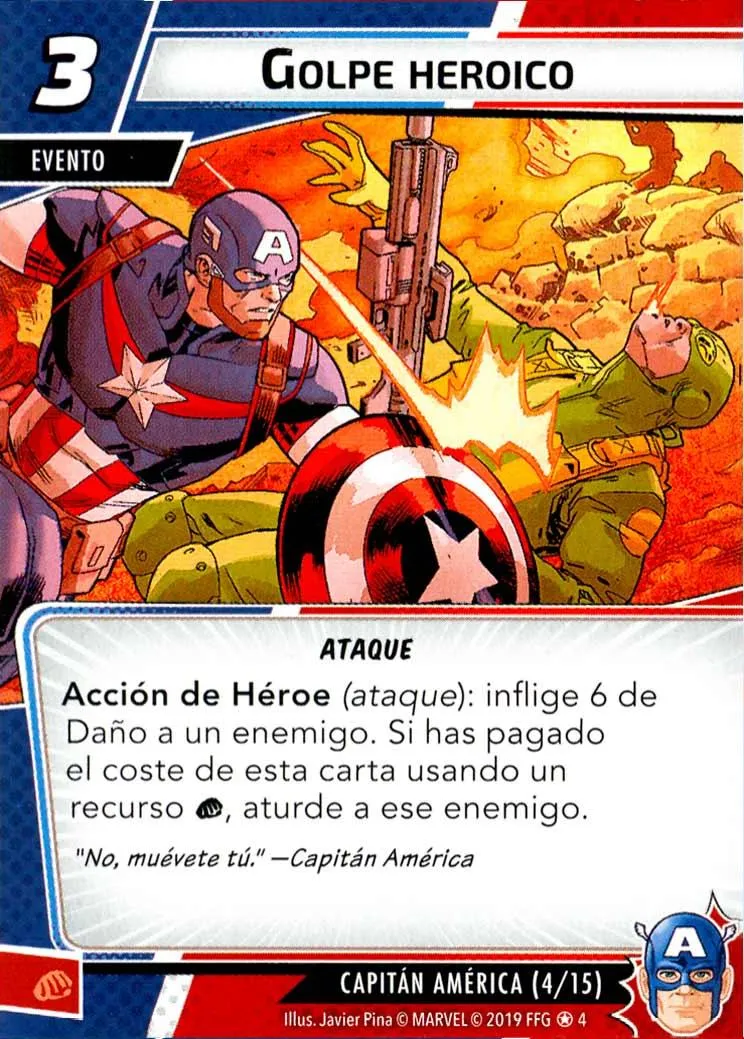 3
GOLPE HEROICO
EVENTO
A
ATAQUE
Acción de Héroe (ataque): inflige 6 de
Daño a un enemigo. Si has pagado
el coste de esta carta usando un
recurso , aturde a ese enemigo.
"No, muévete tú." —Capitán América
A
CAPITÁN AMÉRICA (4/15)
Illus. Javier Pina © MARVEL © 2019 FFG 4